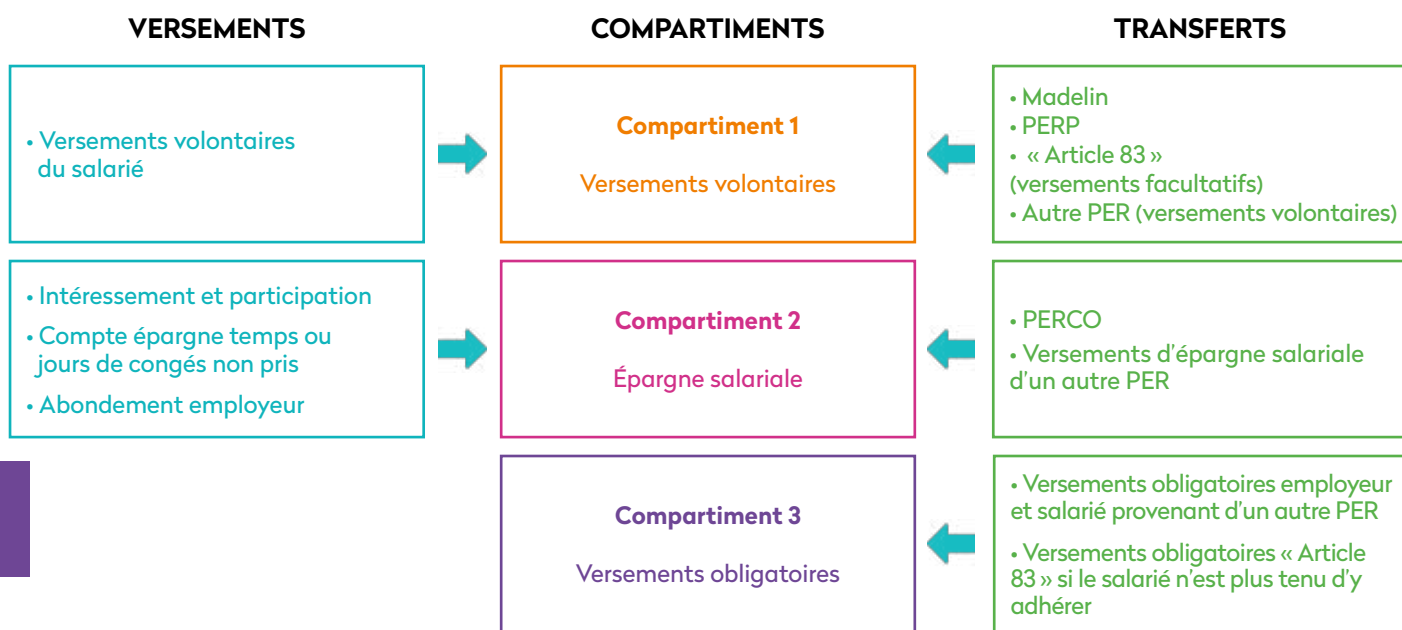 VERSEMENTS
COMPARTIMENTS
TRANSFERTS
• Versements volontaires
du salarié
Compartiment 1
Versements volontaires
• Madelin
• PERP
• « Article 83 »
(versements facultatifs)
• Autre PER (versements volontaires)
• Intéressement et participation
• Compte épargne temps ou
jours de congés non pris
• Abondement employeur
Compartiment 2
Épargne salariale
• PERCO
• Versements d’épargne salariale
d’un autre PER
Compartiment 3
Versements obligatoires
• Versements obligatoires employeur
et salarié provenant d’un autre PER
• Versements obligatoires « Article
83 » si le salarié n’est plus tenu d’y
adhérer